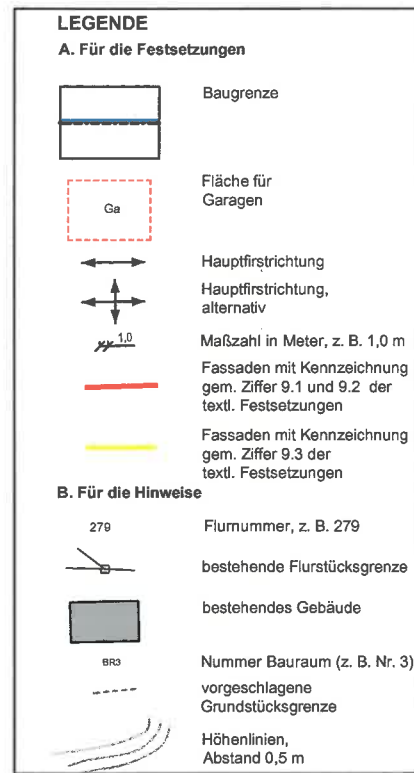 LEGENDE
A. Für die Festsetzungen
Baugrenze
Ga
Fläche für
Garagen
Hauptfirstrichtung
Hauptfirstrichtung,
alternativ
1,0
Maßzahl in Meter, z. B. 1,0 m
Fassaden mit Kennzeichnung
gem. Ziffer 9.1 und 9.2 der
textl. Festsetzungen
Fassaden mit Kennzeichnung
gem. Ziffer 9.3 der
textl. Festsetzungen
B. Für die Hinweise
279
Flurnummer, z. B. 279
bestehende Flurstücksgrenze
bestehendes Gebäude
BR3
Nummer Bauraum (z. B. Nr. 3)
vorgeschlagene
Grundstücksgrenze
Höhenlinien,
Abstand 0,5 m